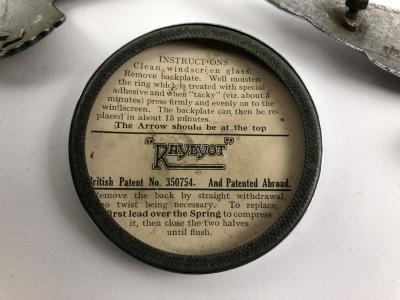 INSTRUCTIONS
Clean windscreen glass.
Remove backplate. Well moisten
the ring which is treated with special
adhesive and when "tacky" (viz. about 3
minutes) press firmly and evenly on to the
windscreen. The backplate can then be re-
placed in about 15 minutes.
The Arrow should be at the top
"RAYDYOT"
British Patent No. 350754. And Patented Abroad.
Remove the back by straight withdrawal,
no twist being necessary. To replace,
first lead over the Spring to compress
it, then close the two halves
until flush.